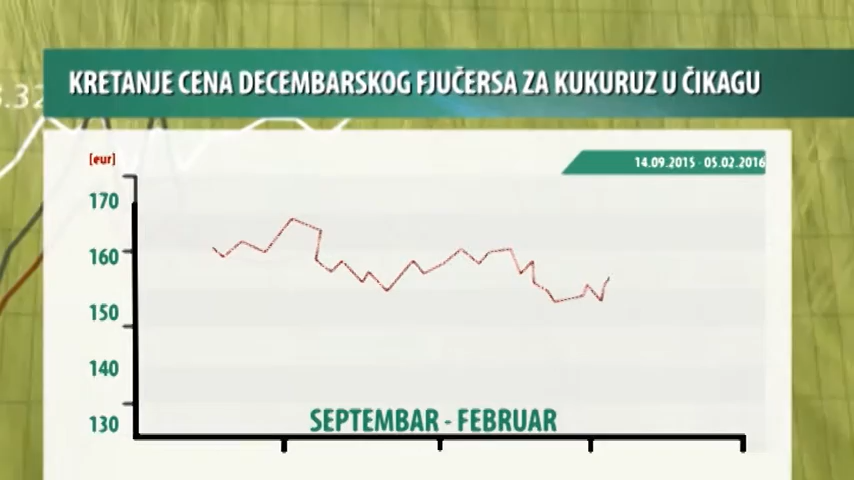 KRETANJE CENA DECEMBARSKOG FJUČERSA ZA KUKURUZ U ČIKAGU
[eur]
14.09.2015 - 05.02.2016
170
160
150
140
130
SEPTEMBAR - FEBRUAR